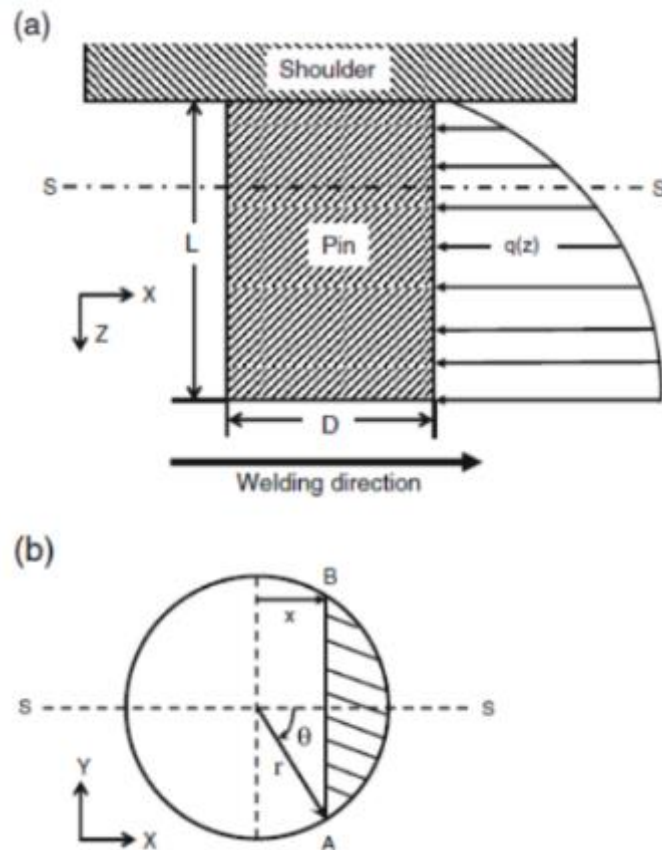 (a)
Shoulder
S S
L Pin q(z)
X
Z
D
Welding direction
(b)
B
x
S S
θ
r
Y
X
A